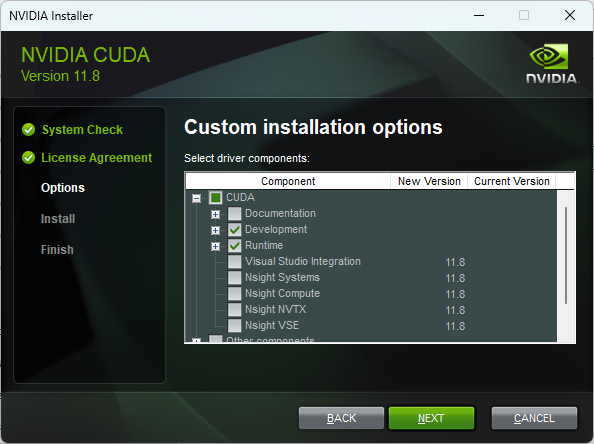 NVIDIA Installer
NVIDIA CUDA
Version 11.8
NVIDIA.
System Check
License Agreement
Options
Install
Finish
Custom installation options
Select driver components:
Component New Version Current Version
CUDA
Documentation
Development
Runtime
Visual Studio Integration 11.8
Nsight Systems 11.8
Nsight Compute 11.8
Nsight NVTX 11.8
Nsight VSE 11.8
Other components
BACK NEXT CANCEL